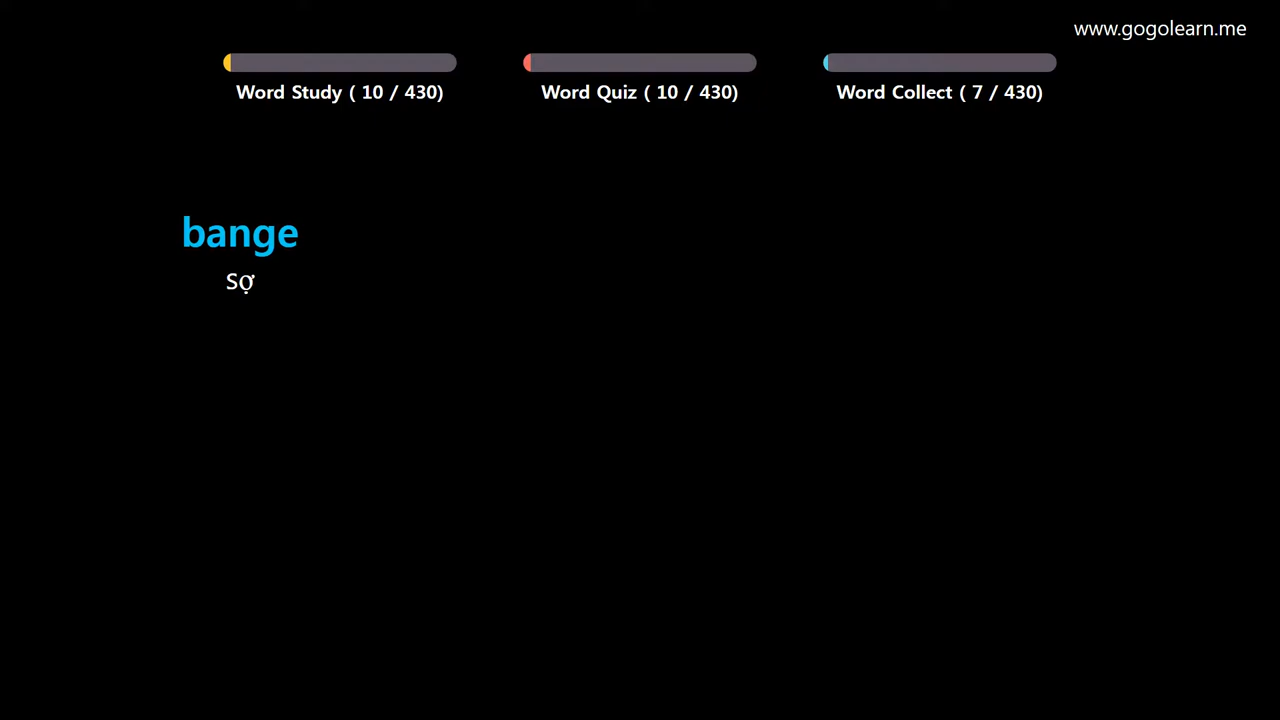 www.gogolearn.me
Word Study ( 10 / 430)
Word Quiz ( 10 / 430)
Word Collect ( 7 / 430)
bange
Sợ